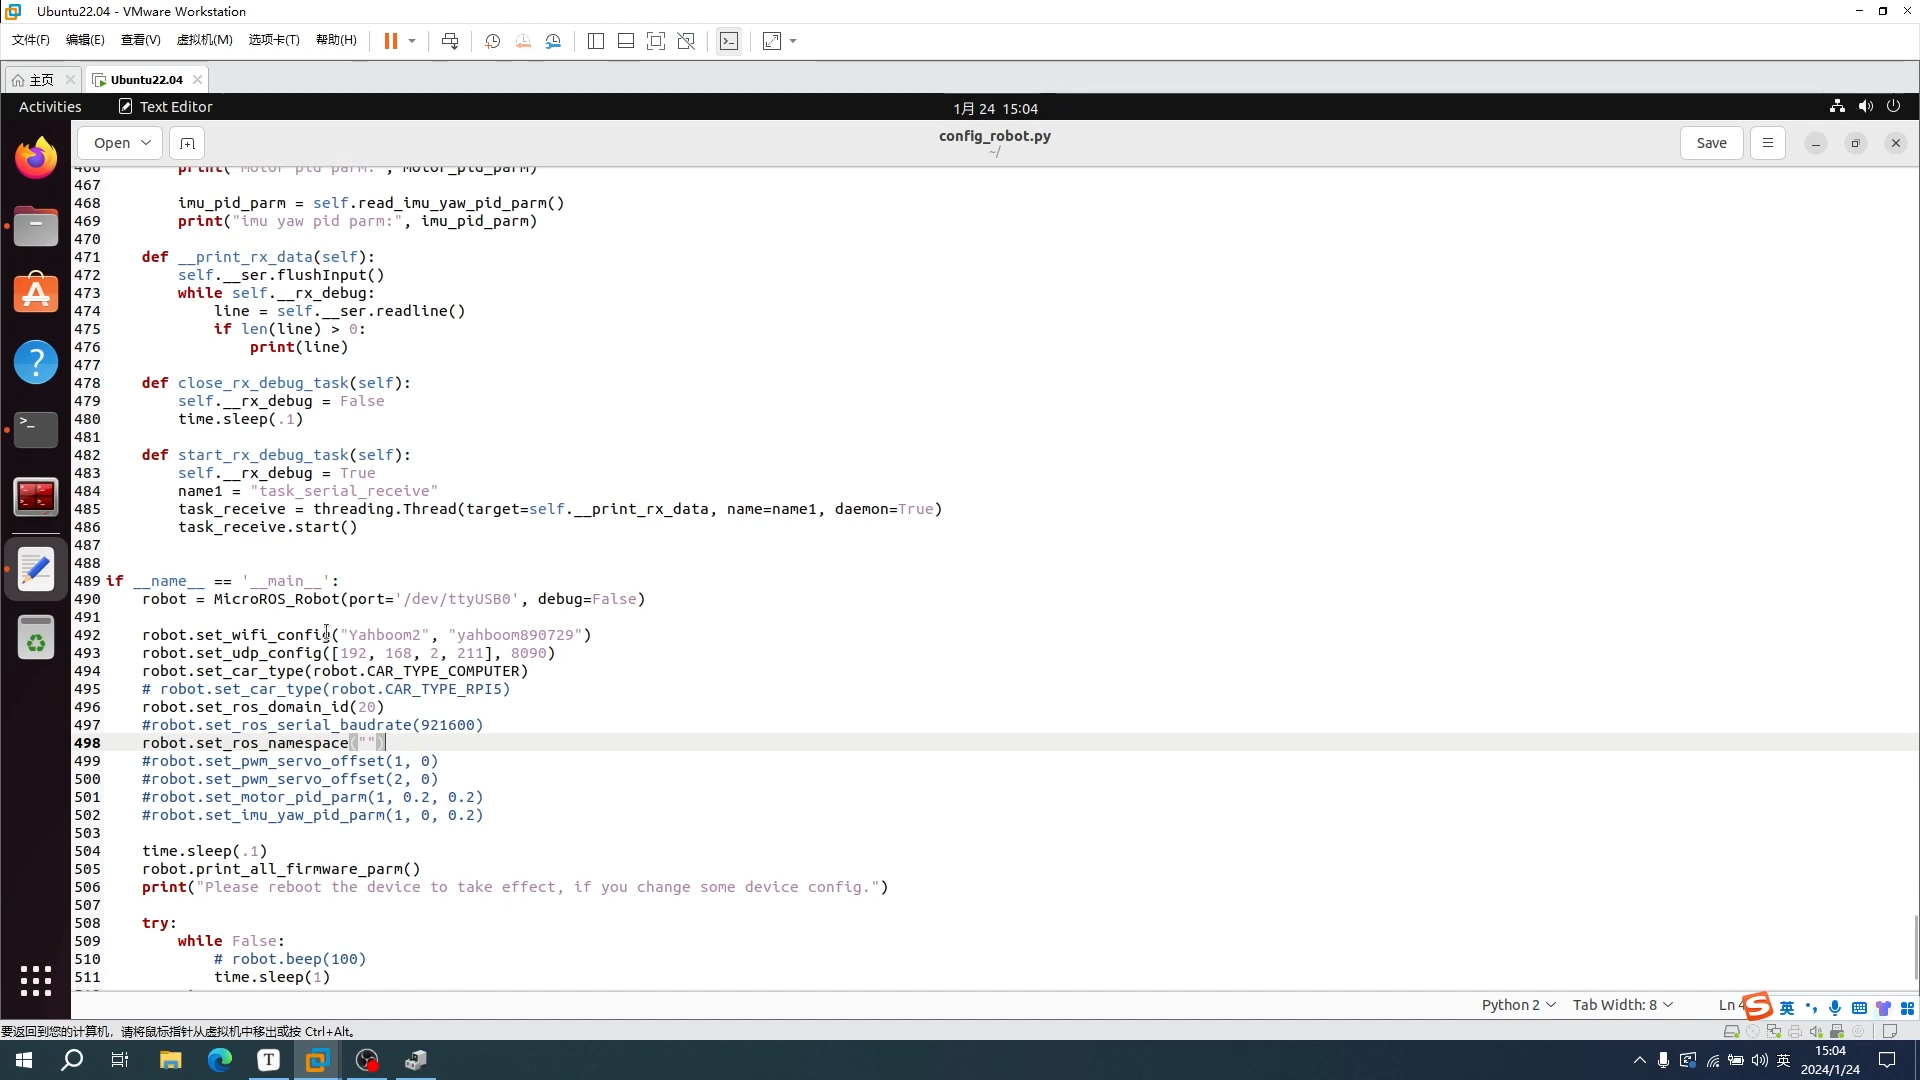 Ubuntu22.04 - VMware Workstation
文件(F) 编辑(E) 查看(V) 虚拟机(M) 选项卡(T) 帮助(H)
主页 Ubuntu22.04
Activities Text Editor 1月 24 15:04
Open config_robot.py Save
~/
466 print("motor pid parm:", motor_pid_parm)
467
468 imu_pid_parm = self.read_imu_yaw_pid_parm()
469 print("imu yaw pid parm:", imu_pid_parm)
470
471 def __print_rx_data(self):
472 self.__ser.flushInput()
473 while self.__rx_debug:
474 line = self.__ser.readline()
475 if len(line) > 0:
476 print(line)
477
478 def close_rx_debug_task(self):
479 self.__rx_debug = False
480 time.sleep(.1)
481
482 def start_rx_debug_task(self):
483 self.__rx_debug = True
484 name1 = "task_serial_receive"
485 task_receive = threading.Thread(target=self.__print_rx_data, name=name1, daemon=True)
486 task_receive.start()
487
488
489 if __name__ == '__main__':
490 robot = MicroROS_Robot(port='/dev/ttyUSB0', debug=False)
491
492 robot.set_wifi_config("Yahboom2", "yahboom890729")
493 robot.set_udp_config([192, 168, 2, 211], 8090)
494 robot.set_car_type(robot.CAR_TYPE_COMPUTER)
495 # robot.set_car_type(robot.CAR_TYPE_RPI5)
496 robot.set_ros_domain_id(20)
497 #robot.set_ros_serial_baudrate(921600)
498 robot.set_ros_namespace("")
499 #robot.set_pwm_servo_offset(1, 0)
500 #robot.set_pwm_servo_offset(2, 0)
501 #robot.set_motor_pid_parm(1, 0.2, 0.2)
502 #robot.set_imu_yaw_pid_parm(1, 0, 0.2)
503
504 time.sleep(.1)
505 robot.print_all_firmware_parm()
506 print("Please reboot the device to take effect, if you change some device config.")
507
508 try:
509 while False:
510 # robot.beep(100)
511 time.sleep(1)
Python 2 Tab Width: 8 Ln 4 英
要返回到您的计算机，请将鼠标指针从虚拟机中移出或按 Ctrl+Alt。
英 15:04
2024/1/24